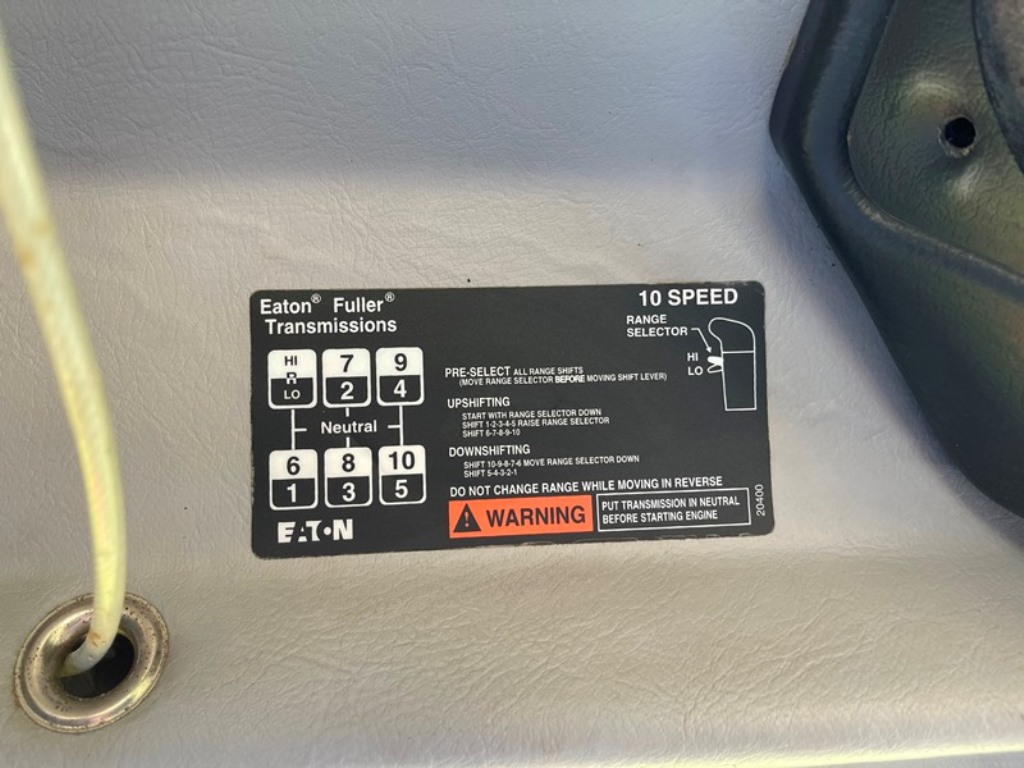 Eaton® Fuller®
Transmissions
10 SPEED
RANGE
SELECTOR
HI
LO
HI
R
LO
7
2
9
4
Neutral
6
1
8
3
10
5
EATON
PRE-SELECT ALL RANGE SHIFTS
(MOVE RANGE SELECTOR BEFORE MOVING SHIFT LEVER)
UPSHIFTING
START WITH RANGE SELECTOR DOWN
SHIFT 1-2-3-4-5 RAISE RANGE SELECTOR
SHIFT 6-7-8-9-10
DOWNSHIFTING
SHIFT 10-9-8-7-6 MOVE RANGE SELECTOR DOWN
SHIFT 5-4-3-2-1
DO NOT CHANGE RANGE WHILE MOVING IN REVERSE
WARNING
PUT TRANSMISSION IN NEUTRAL
BEFORE STARTING ENGINE
20400